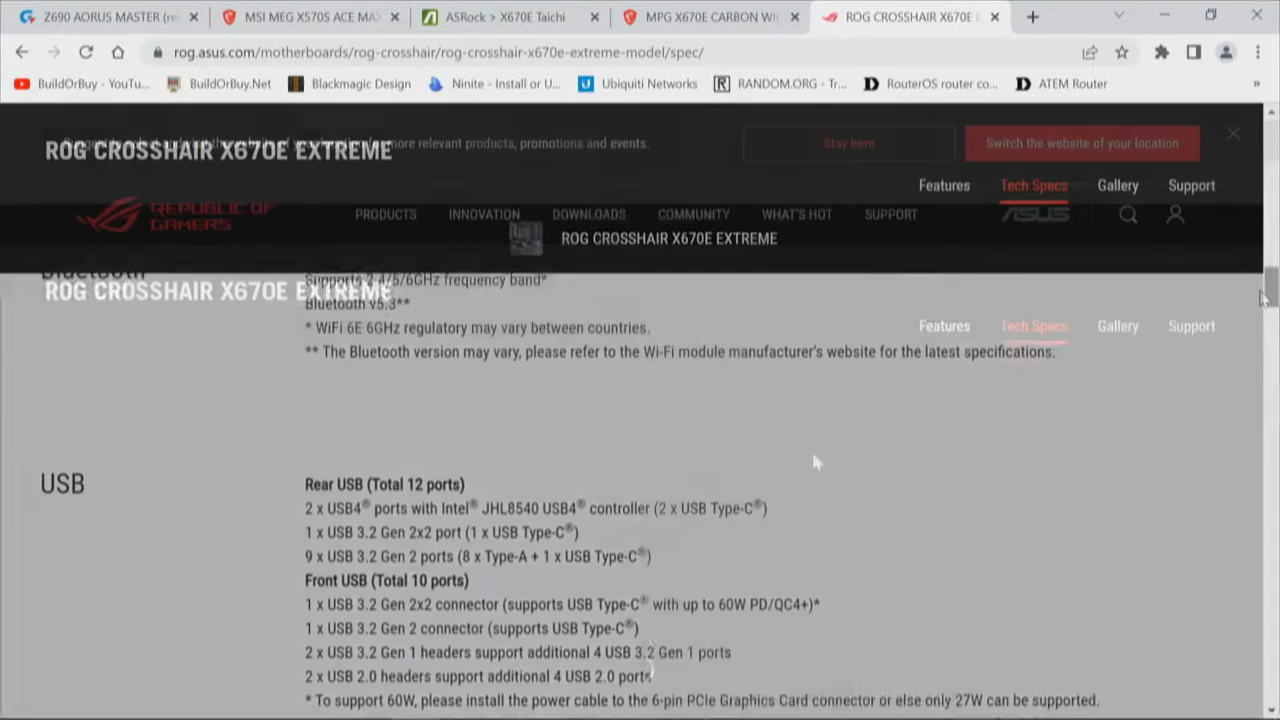 Z690 AORUS MASTER (re
MSI MEG X570S ACE MAX
ASRock > X670E Taichi
MPG X670E CARBON WI
ROG CROSSHAIR X670E
rog.asus.com/motherboards/rog-crosshair/rog-crosshair-x670e-extreme-model/spec/
BuildOrBuy - YouTu...
BuildOrBuy.Net
Blackmagic Design
Ninite - Install or U...
Ubiquiti Networks
RANDOM.ORG - Tr...
RouterOS router co...
ATEM Router
»
ROG CROSSHAIR X670E EXTREME
more relevant products, promotions and events.
Stay here
Switch the website of your location
Features
Tech Specs
Gallery
Support
REPUBLIC OF
GAMERS
PRODUCTS
INNOVATION
DOWNLOADS
COMMUNITY
WHAT'S HOT
SUPPORT
ASUS
ROG CROSSHAIR X670E EXTREME
Bluetooth
Supports 2.4/5/6GHz frequency band*
ROG CROSSHAIR X670E EXTREME
Bluetooth v5.3**
* WiFi 6E 6GHz regulatory may vary between countries.
Features
Tech Specs
Gallery
Support
** The Bluetooth version may vary, please refer to the Wi-Fi module manufacturer's website for the latest specifications.
USB
Rear USB (Total 12 ports)
2 x USB4® ports with Intel® JHL8540 USB4® controller (2 x USB Type-C®)
1 x USB 3.2 Gen 2x2 port (1 x USB Type-C®)
9 x USB 3.2 Gen 2 ports (8 x Type-A + 1 x USB Type-C®)
Front USB (Total 10 ports)
1 x USB 3.2 Gen 2x2 connector (supports USB Type-C® with up to 60W PD/QC4+)*
1 x USB 3.2 Gen 2 connector (supports USB Type-C®)
2 x USB 3.2 Gen 1 headers support additional 4 USB 3.2 Gen 1 ports
2 x USB 2.0 headers support additional 4 USB 2.0 ports
* To support 60W, please install the power cable to the 6-pin PCIe Graphics Card connector or else only 27W can be supported.